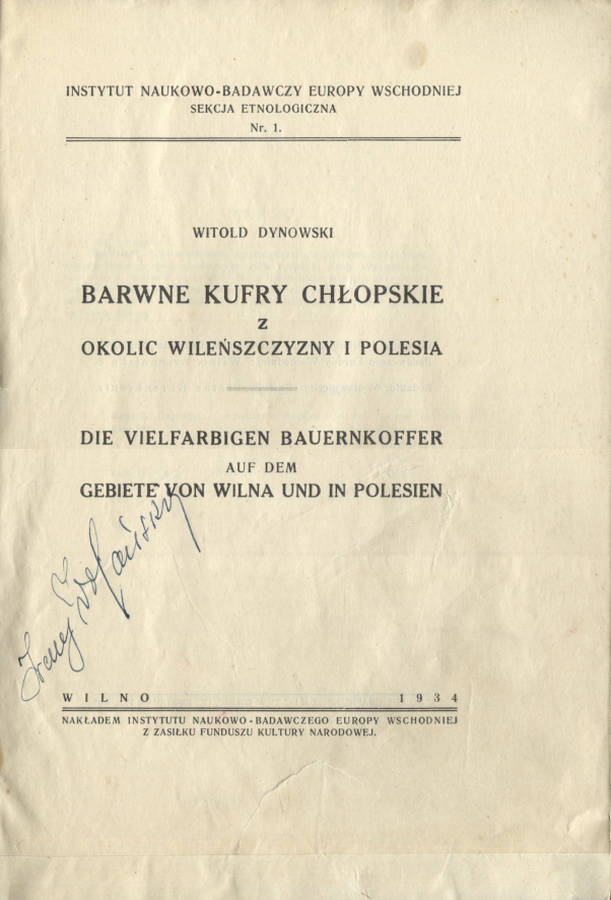 INSTYTUT NAUKOWO-BADAWCZY EUROPY WSCHODNIEJ
SEKCJA ETNOLOGICZNA
Nr. 1.
WITOLD DYNOWSKI
BARWNE KUFRY CHŁOPSKIE
Z
OKOLIC WILEŃSZCZYZNY I POLESIA
DIE VIELFARBIGEN BAUERNKOFFER
AUF DEM
GEBIETE VON WILNA UND IN POLESIEN
WILNO 1934
NAKŁADEM INSTYTUTU NAUKOWO-BADAWCZEGO EUROPY WSCHODNIEJ
Z ZASIŁKU FUNDUSZU KULTURY NARODOWEJ.